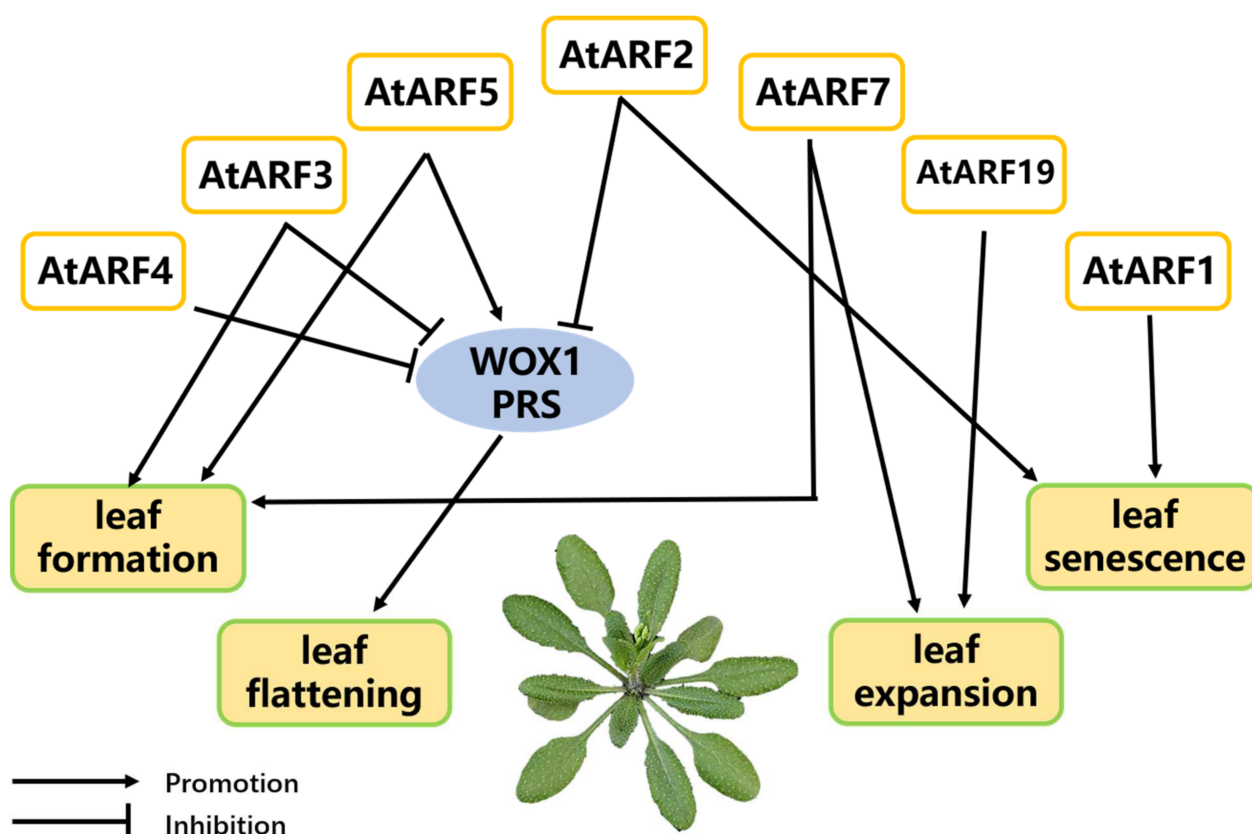 AtARF2
AtARF5
AtARF7
AtARF3
AtARF19
AtARF4
AtARF1
WOX1
PRS
leaf
formation
leaf
senescence
leaf
flattening
leaf
expansion
Promotion
Inhibition